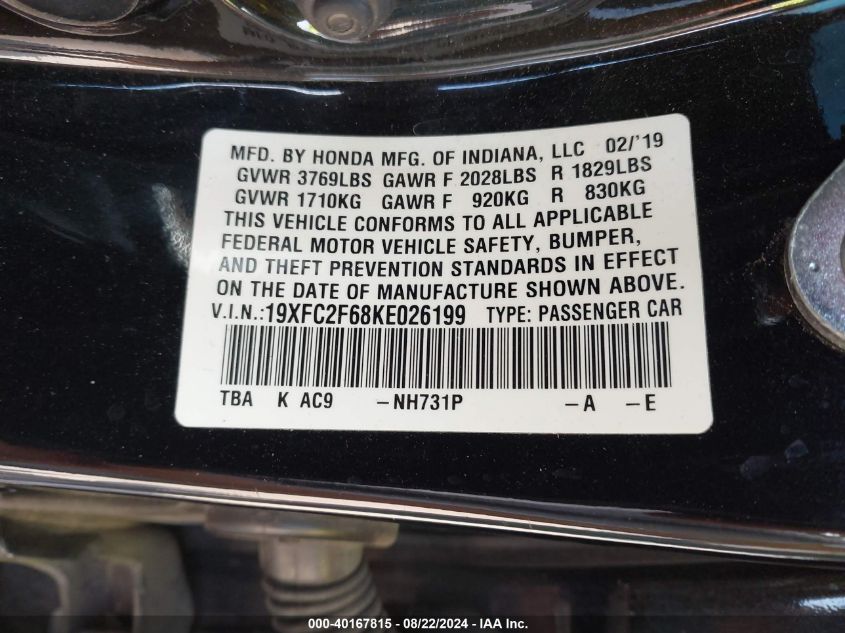 MFD. BY HONDA MFG. OF INDIANA, LLC 02/'19
GVWR 3769LBS GAWR F 2028LBS R 1829LBS
GVWR 1710KG GAWR F 920KG R 830KG
THIS VEHICLE CONFORMS TO ALL APPLICABLE
FEDERAL MOTOR VEHICLE SAFETY, BUMPER,
AND THEFT PREVENTION STANDARDS IN EFFECT
ON THE DATE OF MANUFACTURE SHOWN ABOVE.
V.I.N.:19XFC2F68KE026199 TYPE: PASSENGER CAR
TBA K AC9 -NH731P -A -E
000-40167815 - 08/22/2024 - IAA Inc.